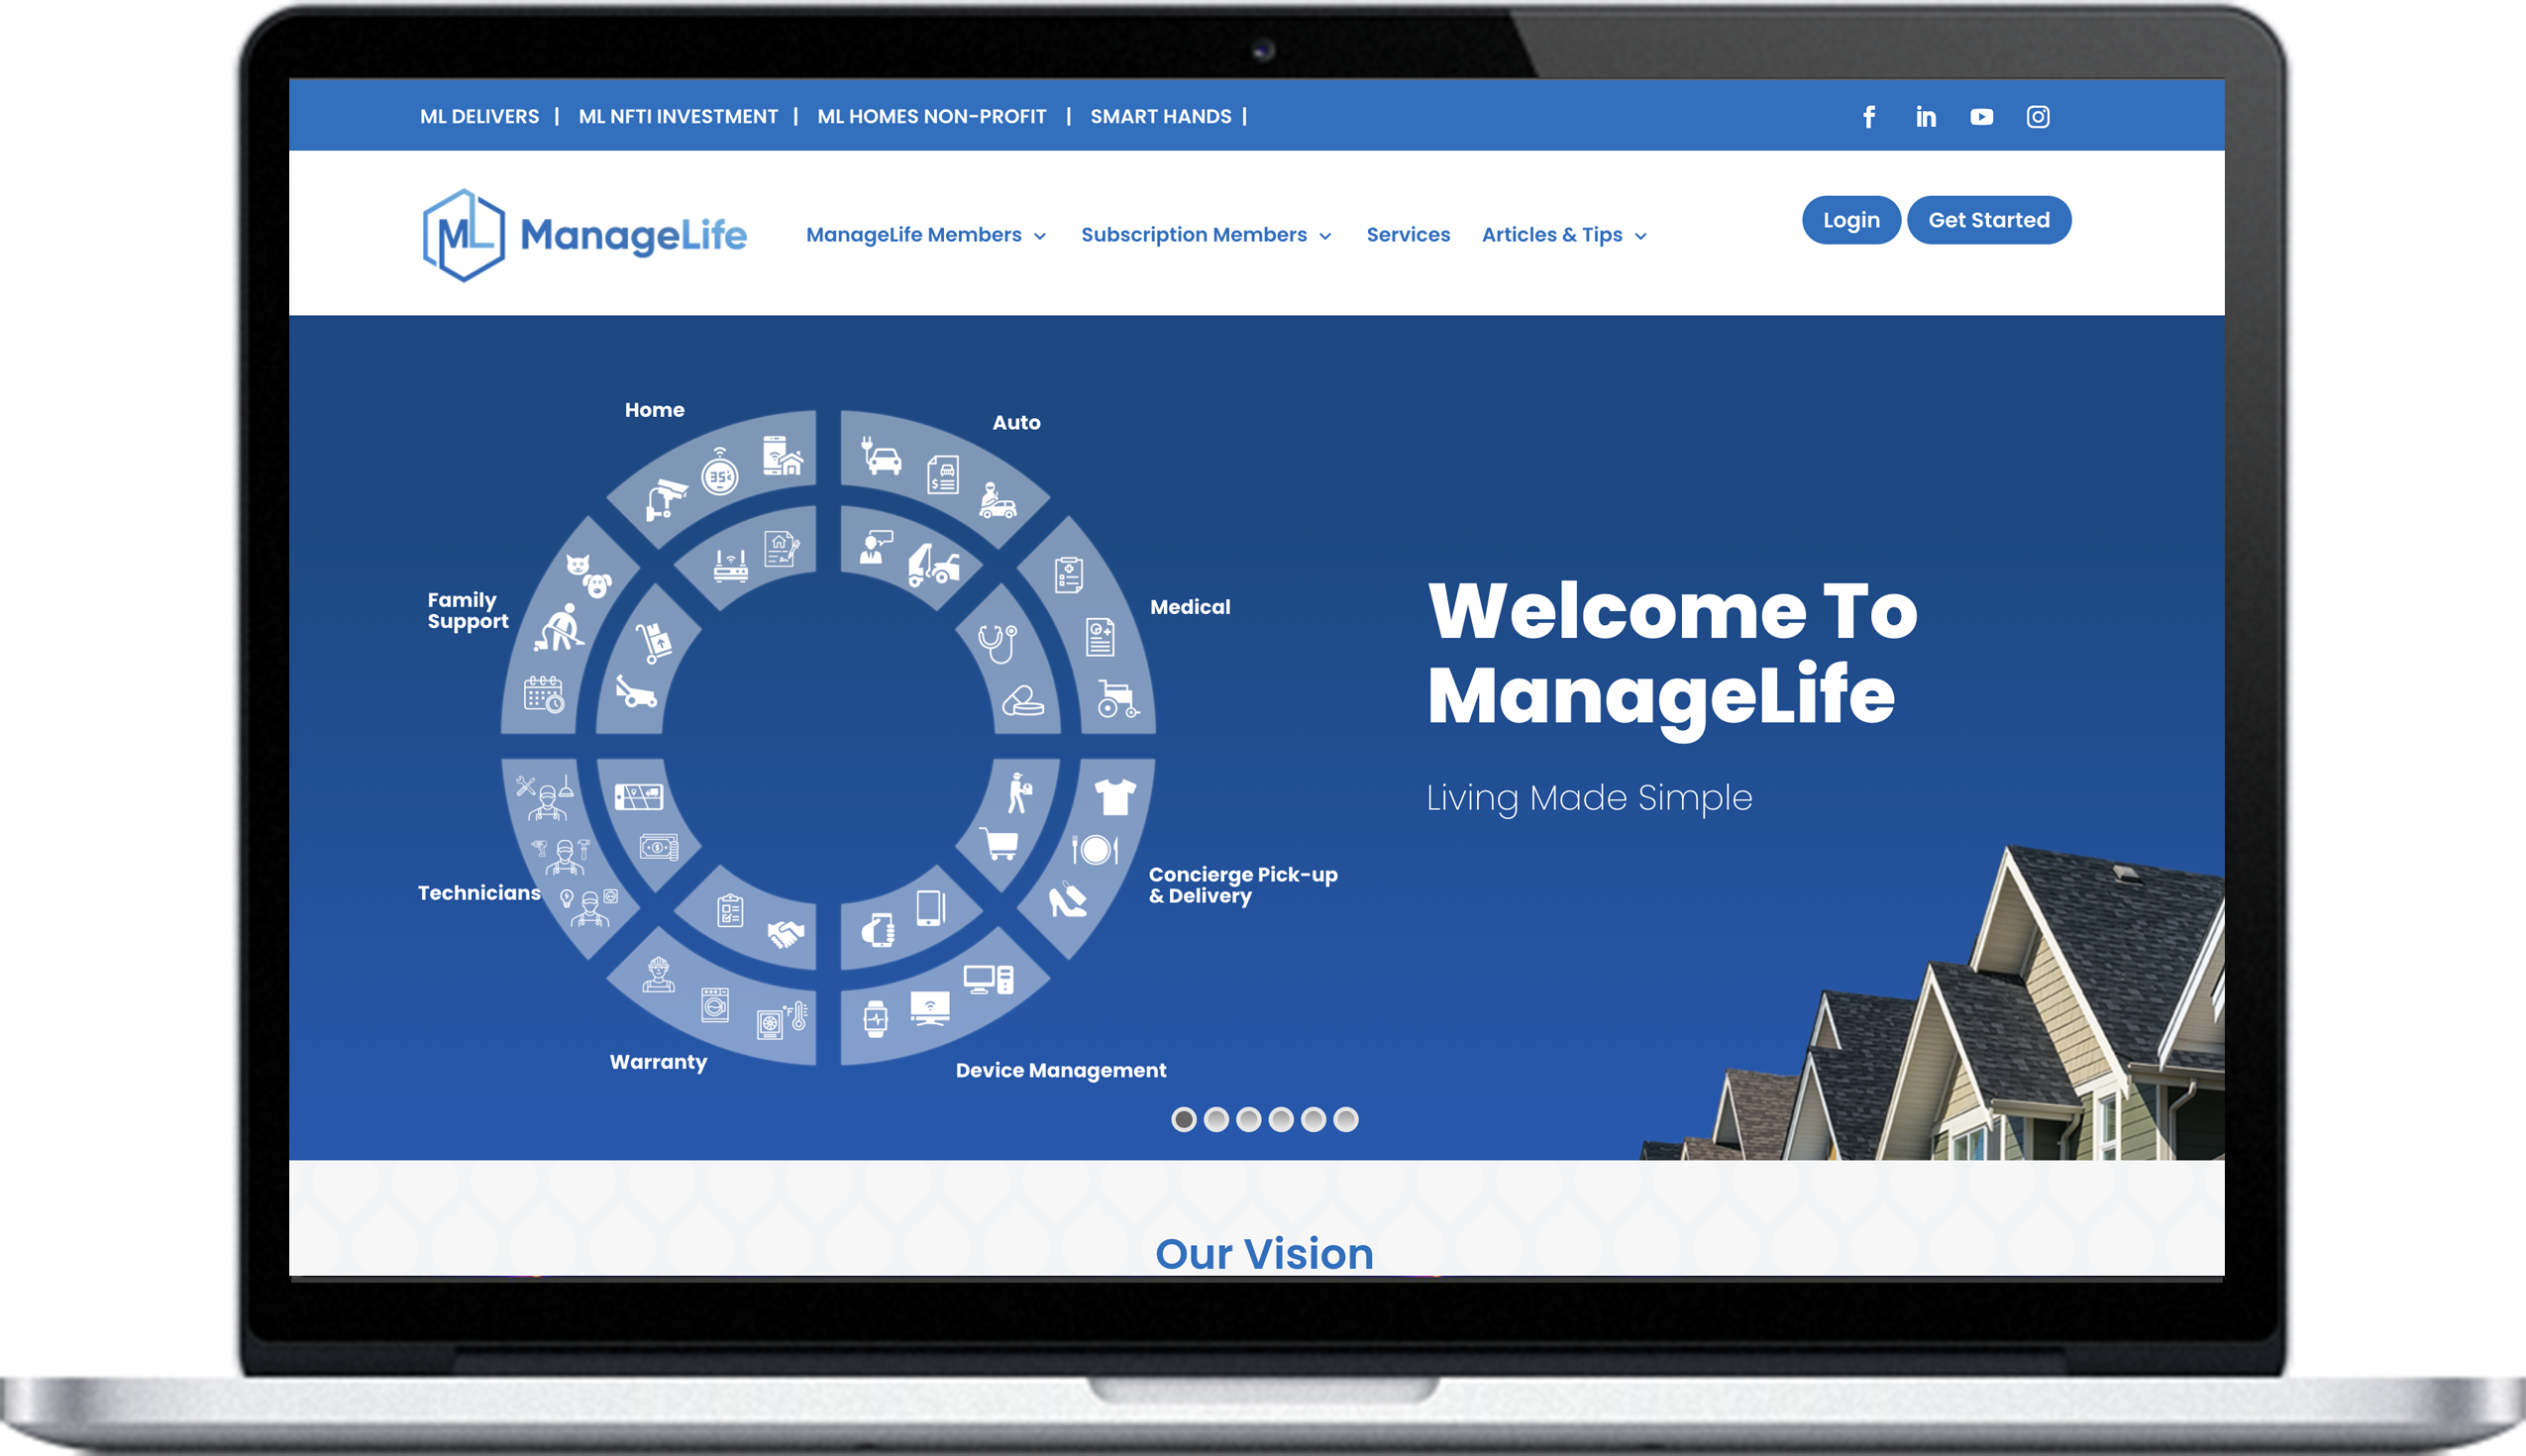 ML DELIVERS | ML NFTI INVESTMENT | ML HOMES NON-PROFIT | SMART HANDS |
ML ManageLife
ManageLife Members
Subscription Members
Services
Articles & Tips
Login
Get Started
Home
Auto
Family
Support
Medical
Technicians
Concierge Pick-up
& Delivery
Warranty
Device Management
35°
$
$
°F
Welcome To
ManageLife
Living Made Simple
Our Vision